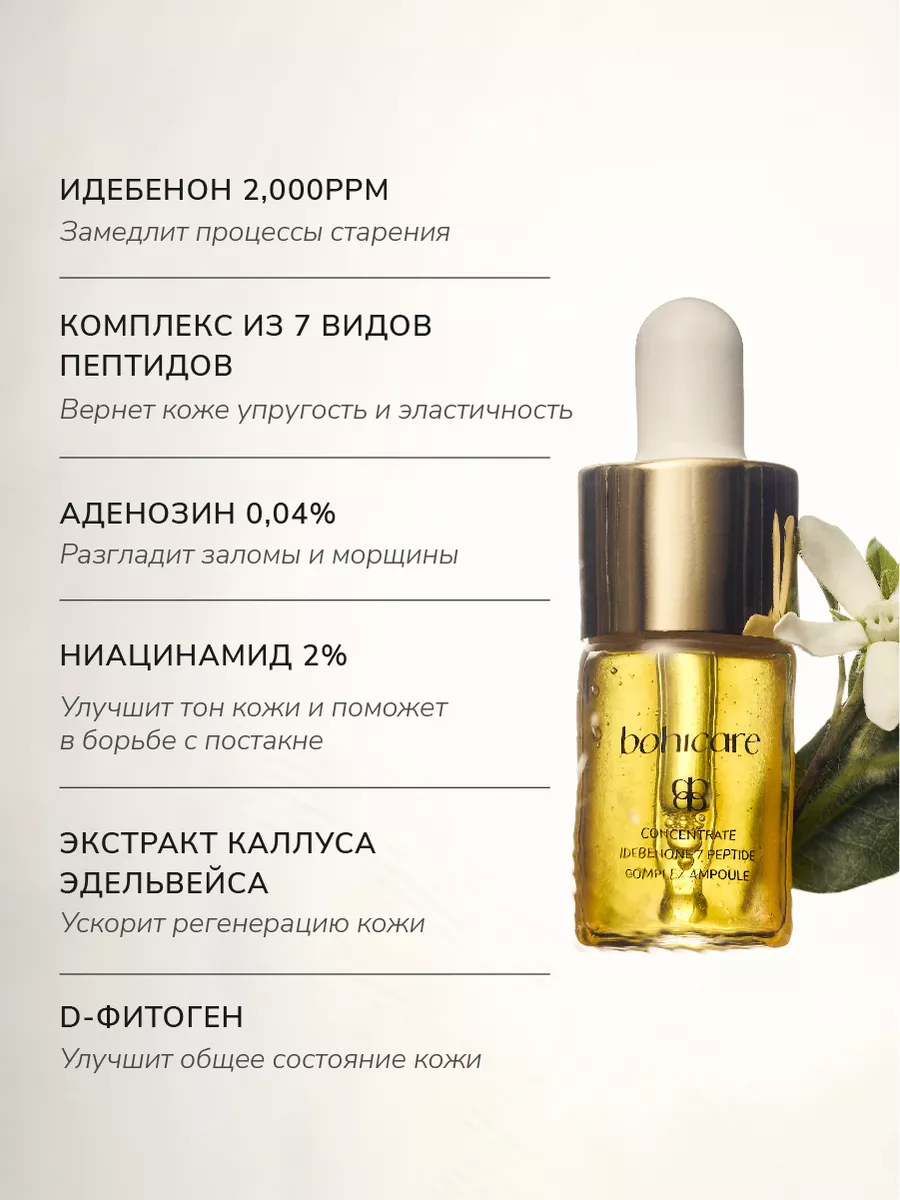 ИДЕБЕНОН 2,000PPM
Замедлит процессы старения
КОМПЛЕКС ИЗ 7 ВИДОВ
ПЕПТИДОВ
Вернет коже упругость и эластичность
АДЕНОЗИН 0,04%
Разгладит заломы и морщины
НИАЦИНАМИД 2%
Улучшит тон кожи и поможет
в борьбе с постакне
ЭКСТРАКТ КАЛЛУСА
ЭДЕЛЬВЕЙСА
Ускорит регенерацию кожи
D-ФИТОГЕН
Улучшит общее состояние кожи
bohicare
CONCENTRATE
IDEBENONE 7 PEPTIDE
COMPLEX AMPOULE